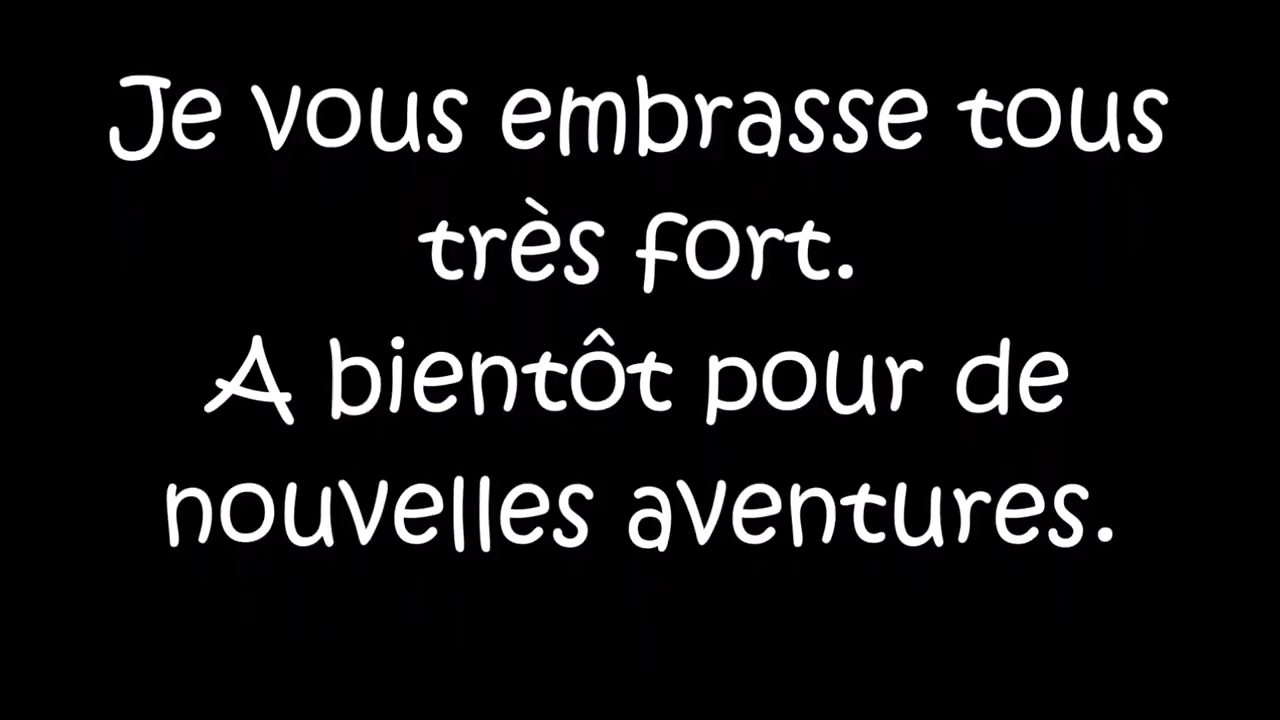 Je vous embrasse tous
très fort.
A bientôt pour de
nouvelles aventures.